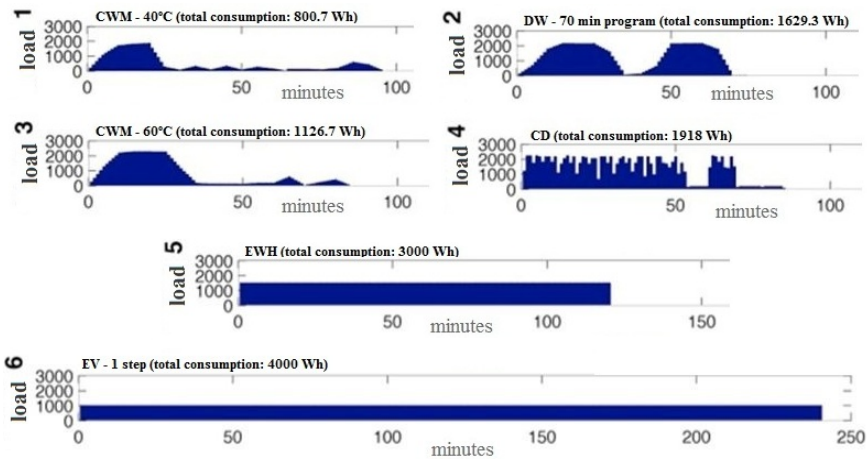 1
CWM - 40°C (total consumption: 800.7 Wh)
load
3000
2000
1000
0
0 50 100
minutes
2
DW - 70 min program (total consumption: 1629.3 Wh)
load
3000
2000
1000
0
0 50 100
minutes
3
CWM - 60°C (total consumption: 1126.7 Wh)
load
3000
2000
1000
0
0 50 100
minutes
4
CD (total consumption: 1918 Wh)
load
3000
2000
1000
0
0 50 100
minutes
5
EWH (total consumption: 3000 Wh)
load
3000
2000
1000
0
0 50 100 150
minutes
6
EV - 1 step (total consumption: 4000 Wh)
load
3000
2000
1000
0
0 50 100 150 200 250
minutes